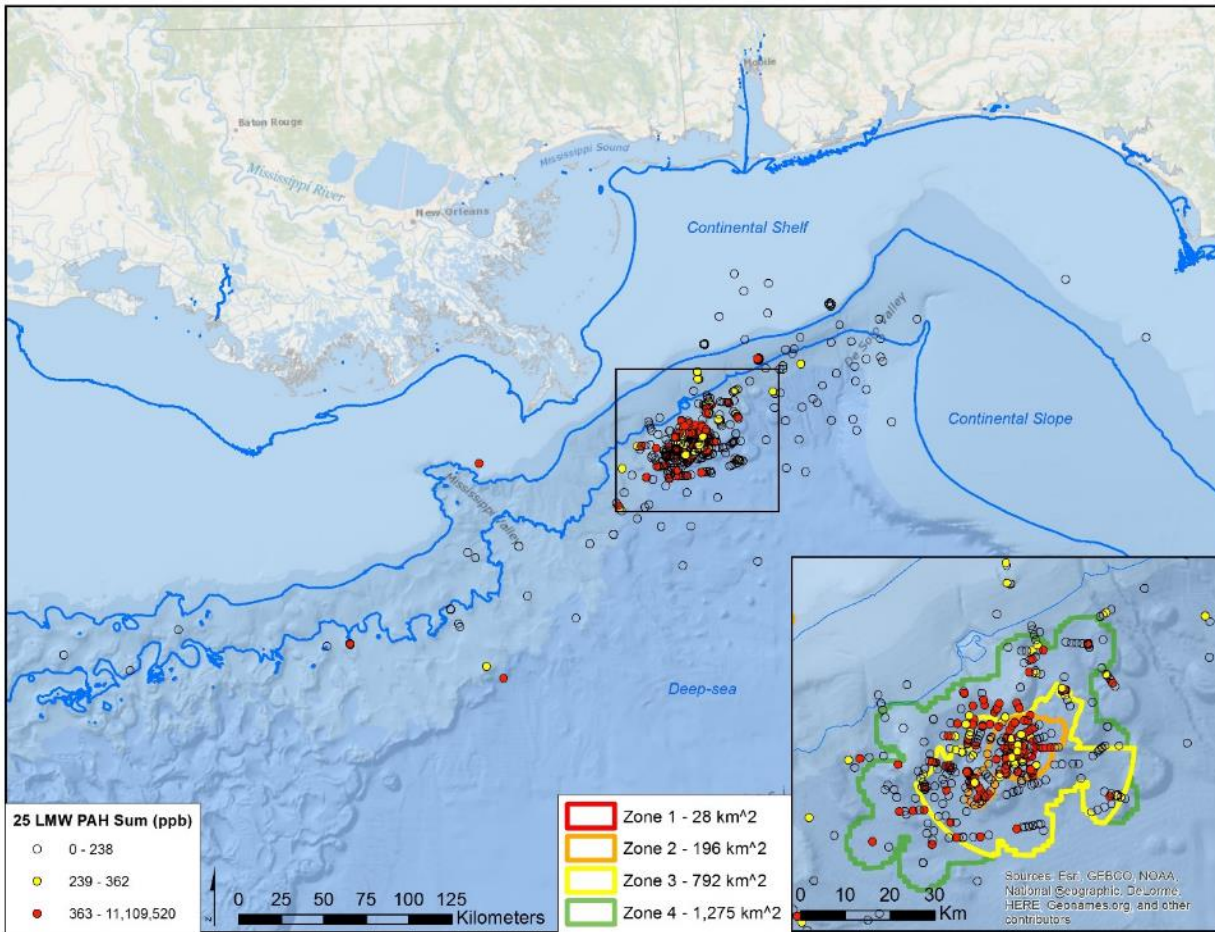 Mobile
Baton Rouge
Mississippi Sound
Mississippi River
New Orleans
Continental Shelf
De Soto Valley
Continental Slope
Mississippi Valley
Deep-sea
25 LMW PAH Sum (ppb)
0 - 238
239 - 362
363 - 11,109,520
0 25 50 75 100 125
Kilometers
Zone 1 - 28 km^2
Zone 2 - 196 km^2
Zone 3 - 792 km^2
Zone 4 - 1,275 km^2
0 10 20 30
Km
Sources: Esri, GEBCO, NOAA,
National Geographic, DeLorme,
HERE, Geonames.org, and other
contributors